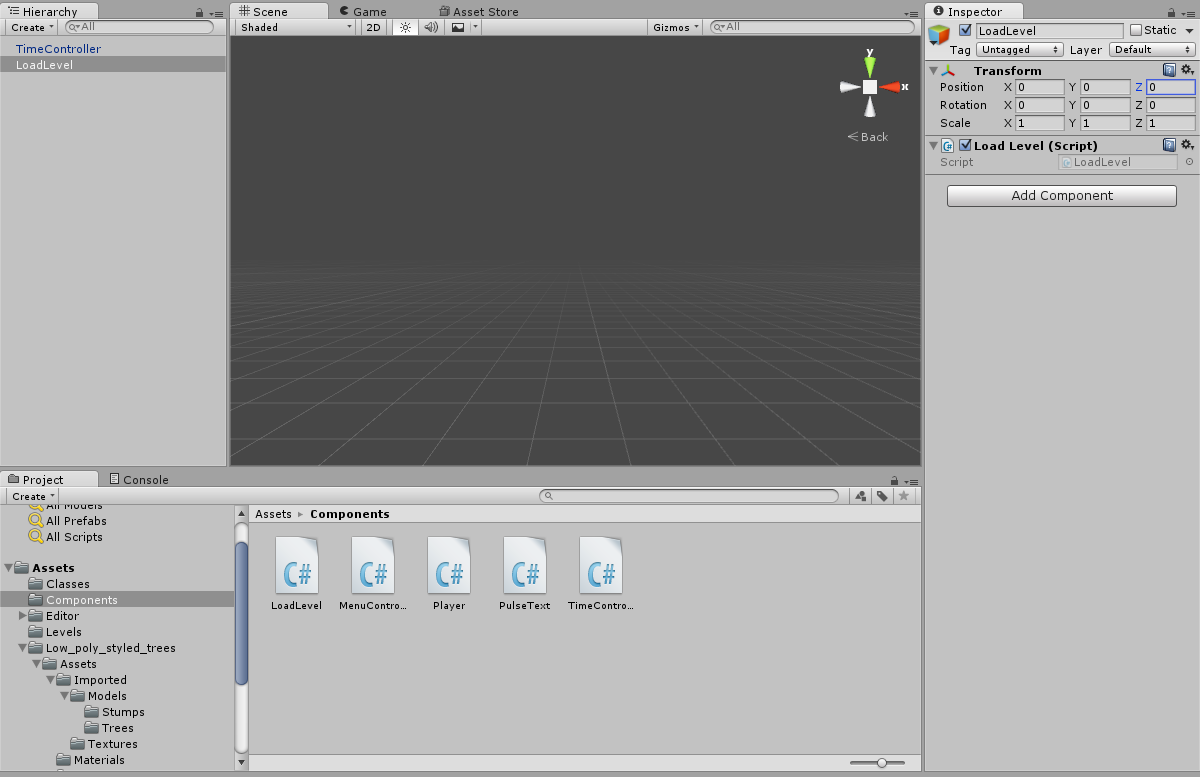 Hierarchy
Create All
TimeController
LoadLevel
Scene Game Asset Store
Shaded 2D Gizmos All
y
x
Back
Inspector
LoadLevel Static
Tag Untagged Layer Default
Transform
Position X 0 Y 0 Z 0
Rotation X 0 Y 0 Z 0
Scale X 1 Y 1 Z 1
C# Load Level (Script)
Script LoadLevel
Add Component
Project Console
Create
All Models
All Prefabs
All Scripts
Assets
Classes
Components
Editor
Levels
Low_poly_styled_trees
Assets
Imported
Models
Stumps
Trees
Textures
Materials
Assets ▸ Components
C# C# C# C# C#
LoadLevel MenuContro... Player PulseText TimeContro...